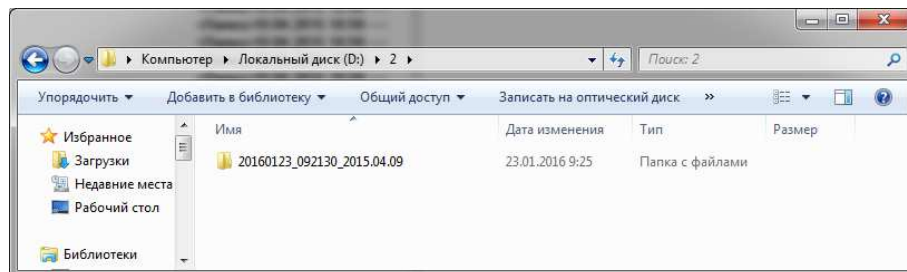 Компьютер ▸ Локальный диск (D:) ▸ 2 ▸
Поиск: 2
Упорядочить ▼ Добавить в библиотеку ▼ Общий доступ ▼ Записать на оптический диск »
Избранное
Загрузки
Недавние места
Рабочий стол
Библиотеки
Имя Дата изменения Тип Размер
20160123_092130_2015.04.09 23.01.2016 9:25 Папка с файлами